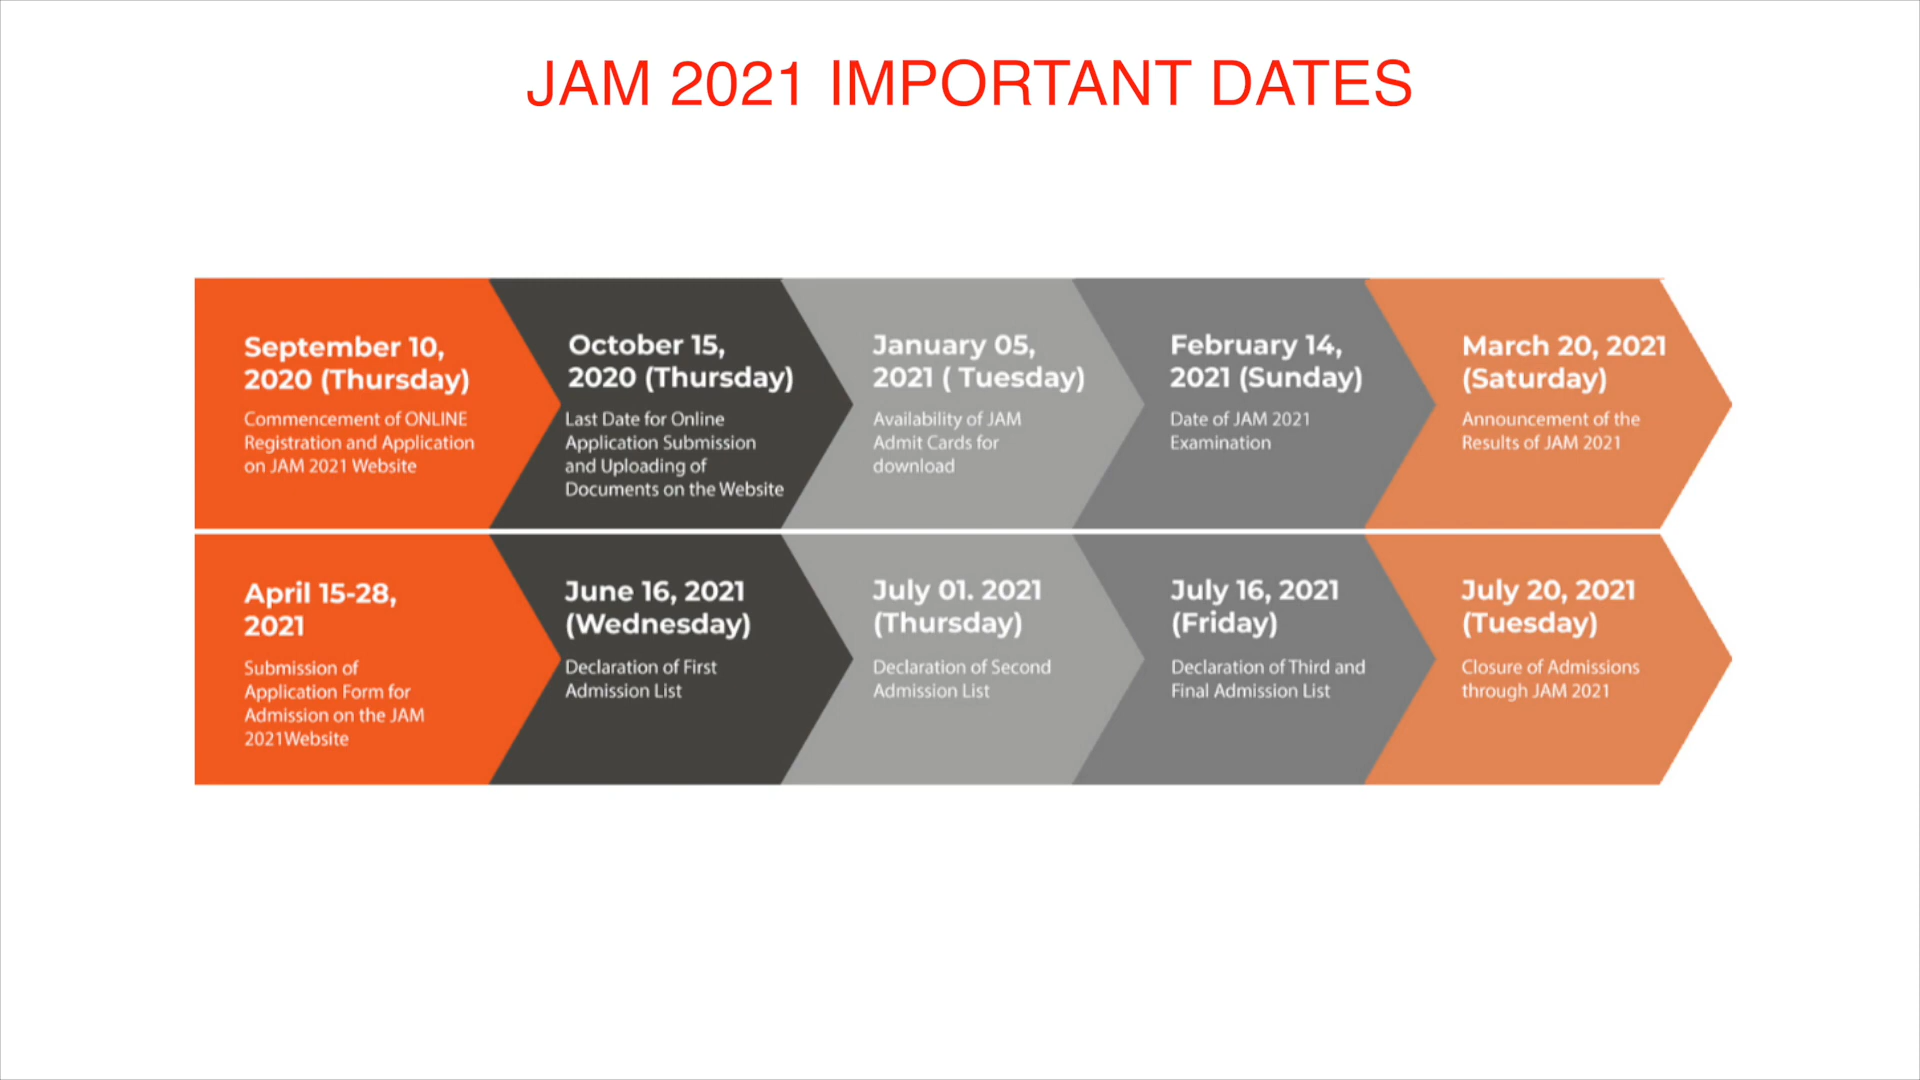 JAM 2021 IMPORTANT DATES
September 10,
2020 (Thursday)
Commencement of ONLINE
Registration and Application
on JAM 2021 Website
October 15,
2020 (Thursday)
Last Date for Online
Application Submission
and Uploading of
Documents on the Website
January 05,
2021 ( Tuesday)
Availability of JAM
Admit Cards for
download
February 14,
2021 (Sunday)
Date of JAM 2021
Examination
March 20, 2021
(Saturday)
Announcement of the
Results of JAM 2021
April 15-28,
2021
Submission of
Application Form for
Admission on the JAM
2021Website
June 16, 2021
(Wednesday)
Declaration of First
Admission List
July 01. 2021
(Thursday)
Declaration of Second
Admission List
July 16, 2021
(Friday)
Declaration of Third and
Final Admission List
July 20, 2021
(Tuesday)
Closure of Admissions
through JAM 2021